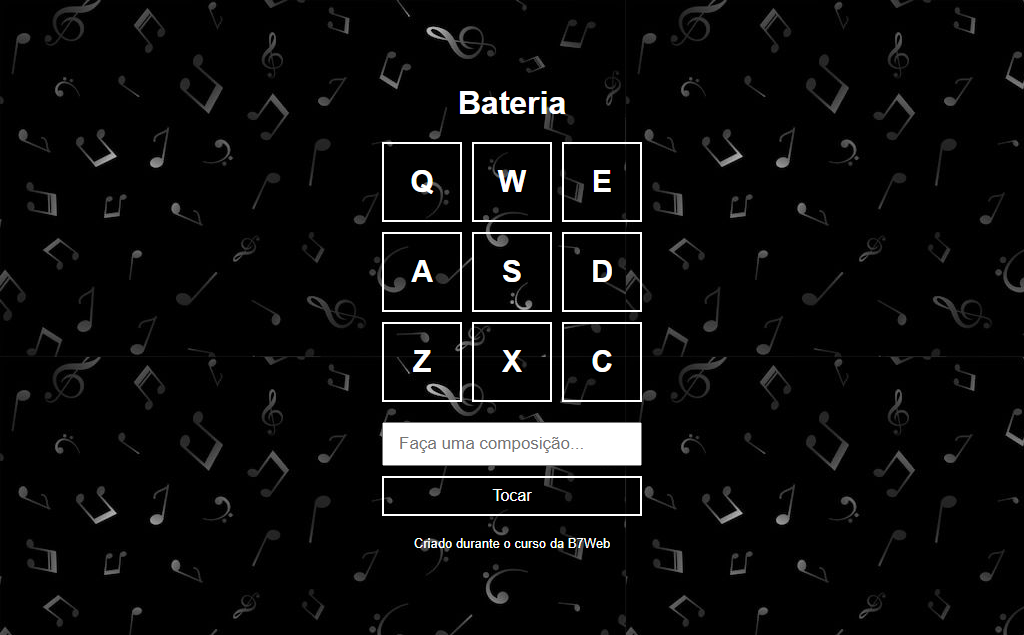 Bateria
Q W E
A S D
Z X C
Faça uma composição...
Tocar
Criado durante o curso da B7Web